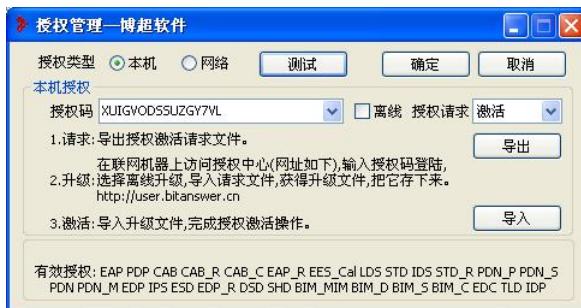 授权管理—博超软件
授权类型 本机 网络 测试 确定 取消
本机授权
授权码 XUIGVODSSUZGY7VL 离线 授权请求 激活
1.请求:导出授权激活请求文件。 导出
在联网机器上访问授权中心(网址如下),输入授权码登陆,
2.升级:选择离线升级,导入请求文件,获得升级文件,把它存下来。
http://user.bitanswer.cn
3.激活:导入升级文件,完成授权激活操作。 导入
有效授权: EAP PDP CAB CAB_R CAB_C EAP_R EES_Cal LDS STD IDS STD_R PDN_P PDN_S
PDN PDN_M EDP IPS ESD EDP_R DSD SHD BIM_MIM BIM_D BIM_S BIM_C EDC TLD IDP